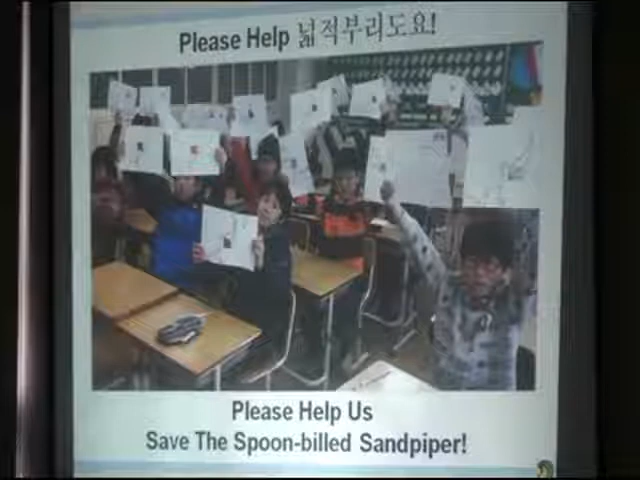 Please Help 넓적부리도요!
Please Help Us
Save The Spoon-billed Sandpiper!